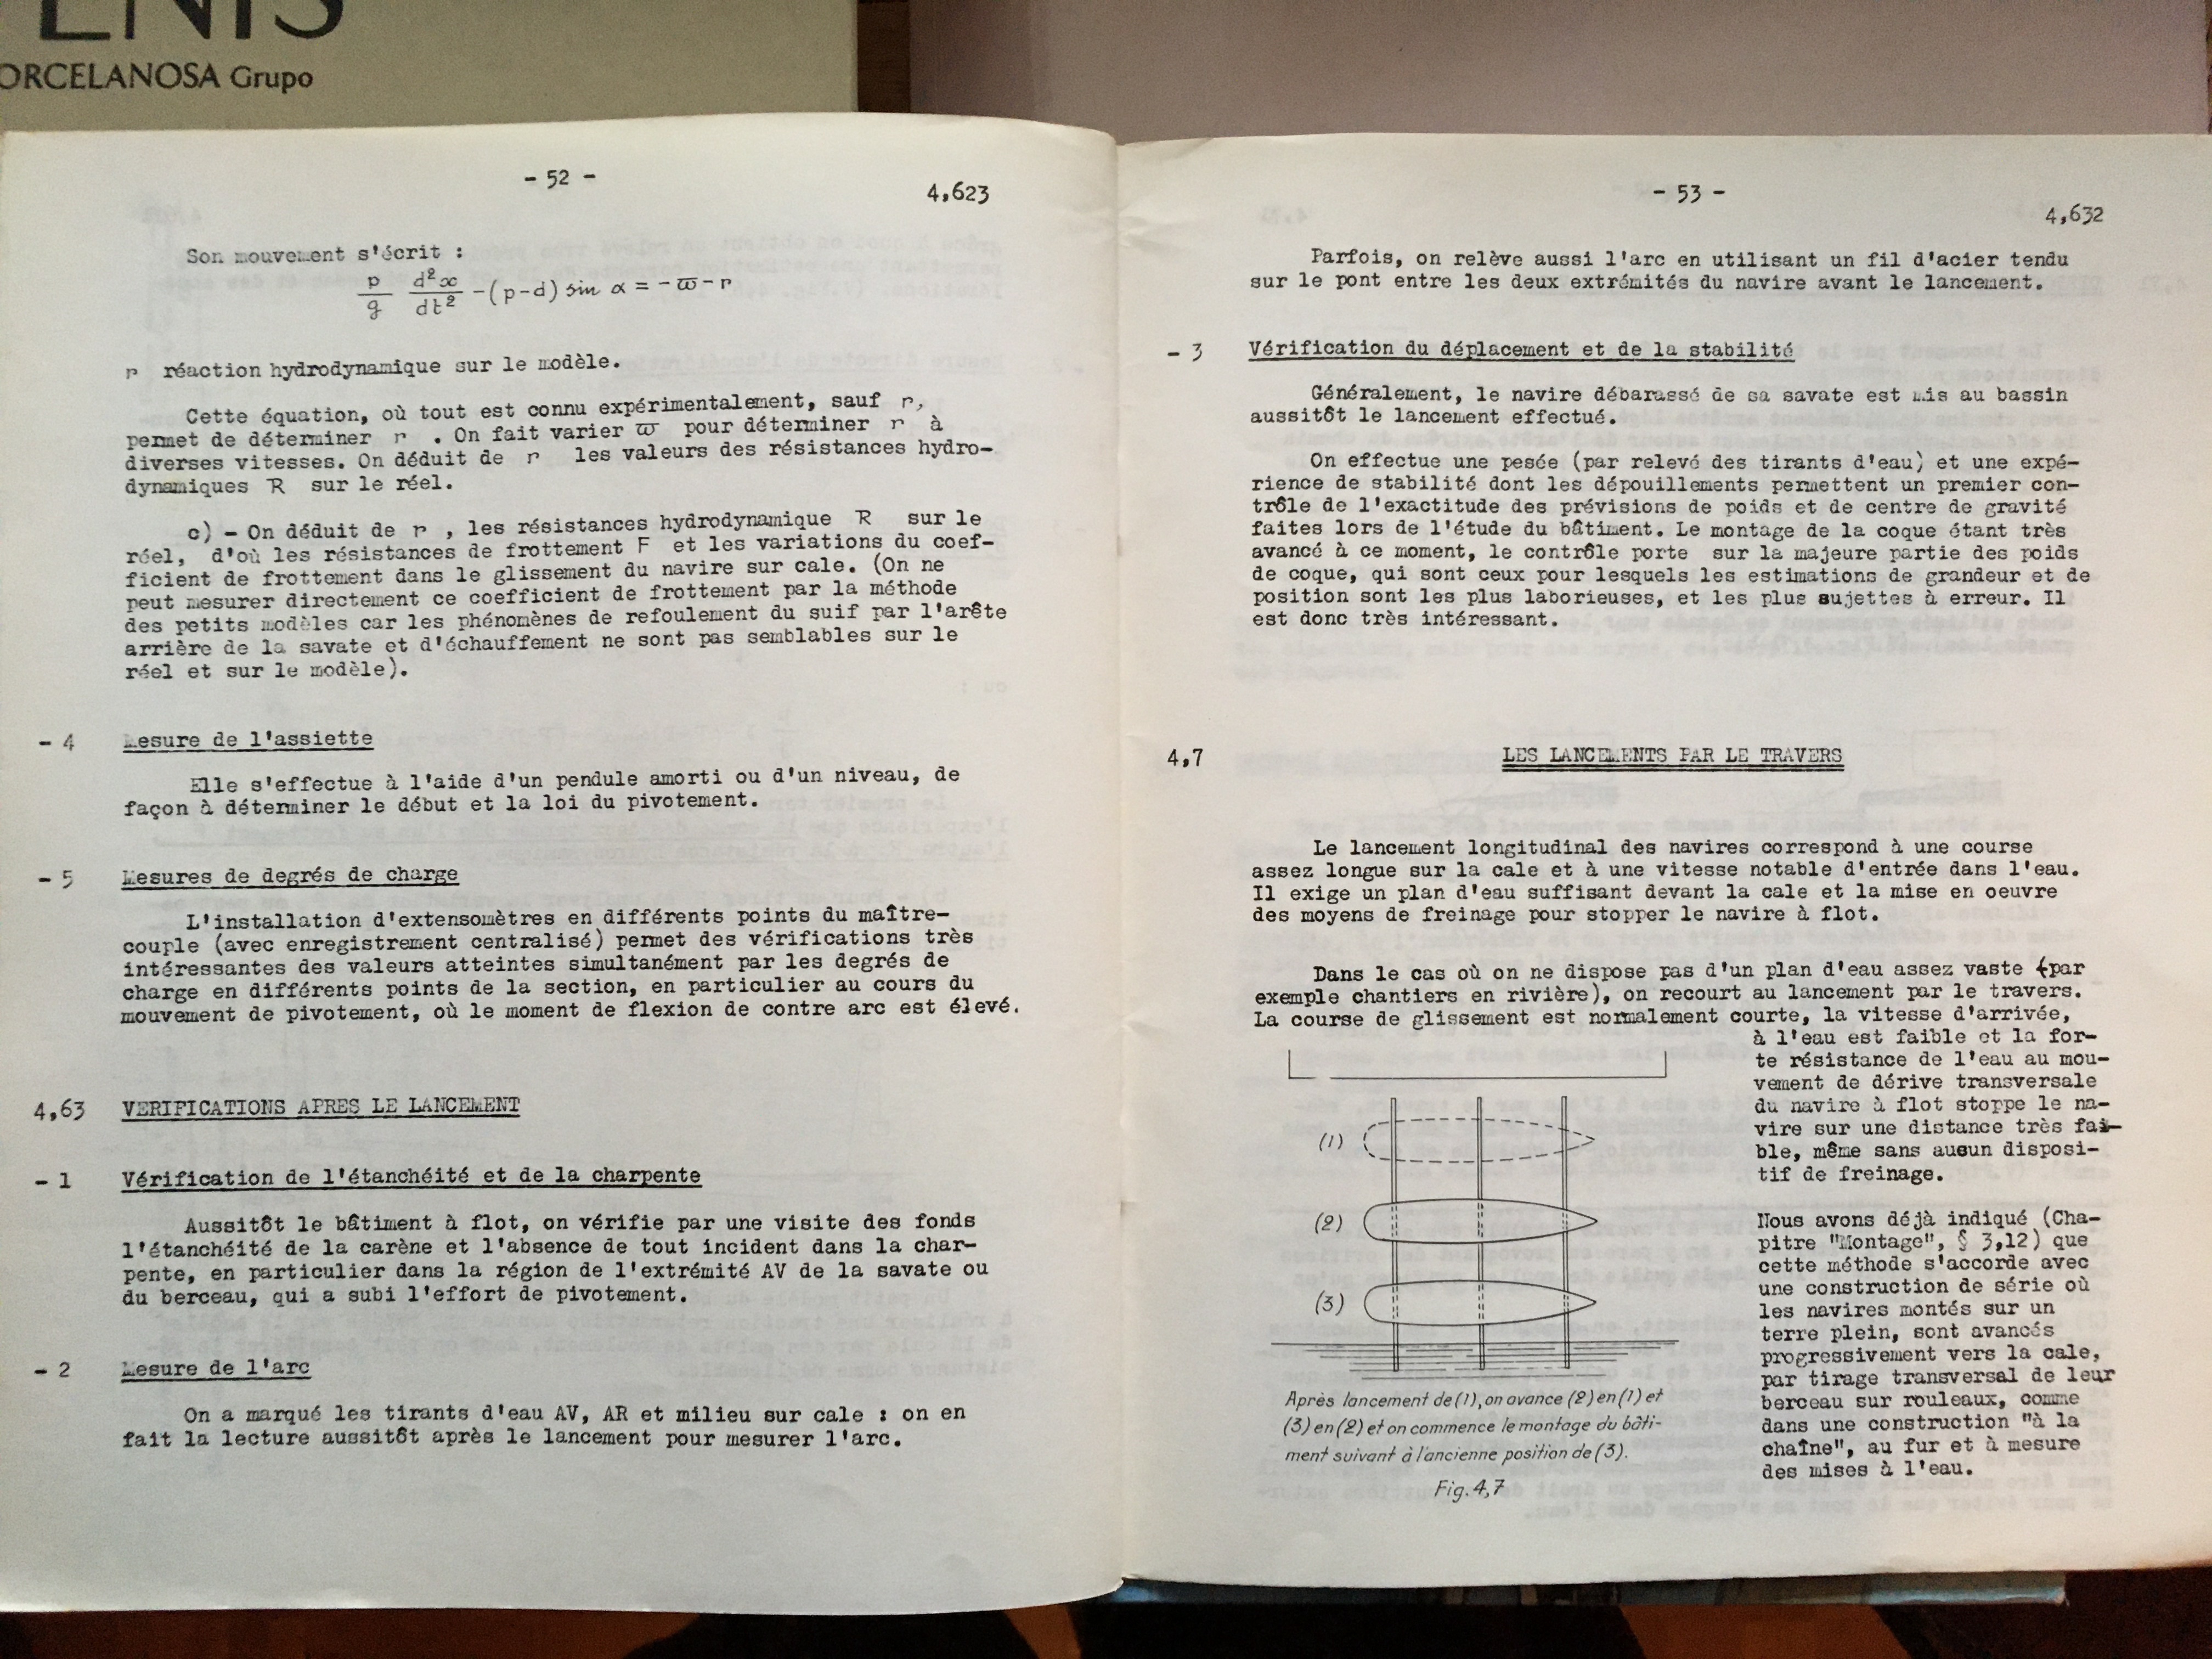 ENIS
ORCELANOSA Grupo
- 52 -
4,623
Son mouvement s'écrit :
p/g d²x/dt² - (p-d) sin α = - ϖ - r
r réaction hydrodynamique sur le modèle.
Cette équation, où tout est connu expérimentalement, sauf r,
permet de déterminer r . On fait varier ϖ pour déterminer r à
diverses vitesses. On déduit de r les valeurs des résistances hydro-
dynamiques R sur le réel.
c) - On déduit de r , les résistances hydrodynamique R sur le
réel, d'où les résistances de frottement F et les variations du coef-
ficient de frottement dans le glissement du navire sur cale. (On ne
peut mesurer directement ce coefficient de frottement par la méthode
des petits modèles car les phénomènes de refoulement du suif par l'arête
arrière de la savate et d'échauffement ne sont pas semblables sur le
réel et sur le modèle).
- 4 Mesure de l'assiette
Elle s'effectue à l'aide d'un pendule amorti ou d'un niveau, de
façon à déterminer le début et la loi du pivotement.
- 5 Mesures de degrés de charge
L'installation d'extensomètres en différents points du maître-
couple (avec enregistrement centralisé) permet des vérifications très
intéressantes des valeurs atteintes simultanément par les degrés de
charge en différents points de la section, en particulier au cours du
mouvement de pivotement, où le moment de flexion de contre arc est élevé.
4,63 VERIFICATIONS APRES LE LANCEMENT
- 1 Vérification de l'étanchéité et de la charpente
Aussitôt le bâtiment à flot, on vérifie par une visite des fonds
l'étanchéité de la carène et l'absence de tout incident dans la char-
pente, en particulier dans la région de l'extrémité AV de la savate ou
du berceau, qui a subi l'effort de pivotement.
- 2 Mesure de l'arc
On a marqué les tirants d'eau AV, AR et milieu sur cale : on en
fait la lecture aussitôt après le lancement pour mesurer l'arc.
- 53 -
4,632
Parfois, on relève aussi l'arc en utilisant un fil d'acier tendu
sur le pont entre les deux extrémités du navire avant le lancement.
- 3 Vérification du déplacement et de la stabilité
Généralement, le navire débarassé de sa savate est mis au bassin
aussitôt le lancement effectué.
On effectue une pesée (par relevé des tirants d'eau) et une expé-
rience de stabilité dont les dépouillements permettent un premier con-
trôle de l'exactitude des prévisions de poids et de centre de gravité
faites lors de l'étude du bâtiment. Le montage de la coque étant très
avancé à ce moment, le contrôle porte sur la majeure partie des poids
de coque, qui sont ceux pour lesquels les estimations de grandeur et de
position sont les plus laborieuses, et les plus sujettes à erreur. Il
est donc très intéressant.
4,7 LES LANCEMENTS PAR LE TRAVERS
Le lancement longitudinal des navires correspond à une course
assez longue sur la cale et à une vitesse notable d'entrée dans l'eau.
Il exige un plan d'eau suffisant devant la cale et la mise en oeuvre
des moyens de freinage pour stopper le navire à flot.
Dans le cas où on ne dispose pas d'un plan d'eau assez vaste (par
exemple chantiers en rivière), on recourt au lancement par le travers.
La course de glissement est normalement courte, la vitesse d'arrivée,
à l'eau est faible et la for-
te résistance de l'eau au mou-
vement de dérive transversale
du navire à flot stoppe le na-
vire sur une distance très fai-
ble, même sans aucun disposi-
tif de freinage.
Nous avons déjà indiqué (Cha-
pitre "Montage", § 3,12) que
cette méthode s'accorde avec
une construction de série où
les navires montés sur un
terre plein, sont avancés
progressivement vers la cale,
par tirage transversal de leur
berceau sur rouleaux, comme
dans une construction "à la
chaîne", au fur et à mesure
des mises à l'eau.
(1)
(2)
(3)
Après lancement de (1), on avance (2) en (1) et
(3) en (2) et on commence le montage du bâti-
ment suivant à l'ancienne position de (3).
Fig. 4,7